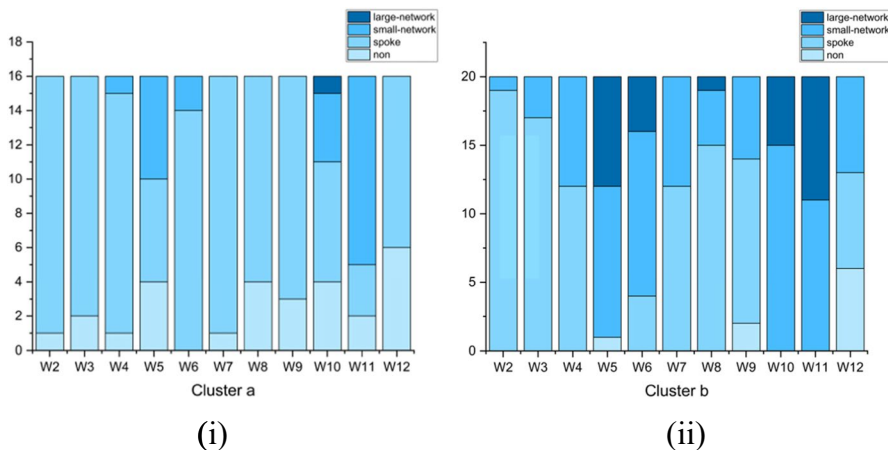 large-network
small-network
spoke
non
18
16
14
12
10
8
6
4
2
0
W2 W3 W4 W5 W6 W7 W8 W9 W10 W11 W12
Cluster a
(i)
large-network
small-network
spoke
non
20
15
10
5
0
W2 W3 W4 W5 W6 W7 W8 W9 W10 W11 W12
Cluster b
(ii)